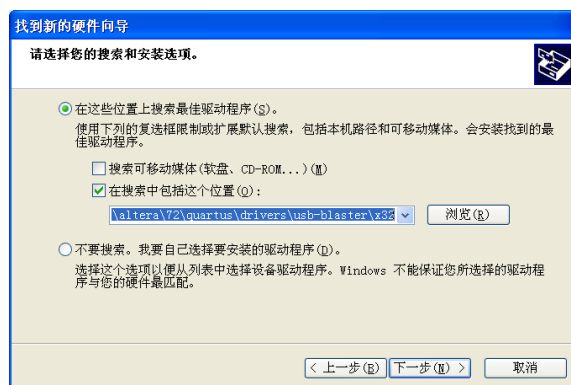 找到新的硬件向导
请选择您的搜索和安装选项。
在这些位置上搜索最佳驱动程序(S)。
使用下列的复选框限制或扩展默认搜索，包括本机路径和可移动媒体。会安装找到的最
佳驱动程序。
搜索可移动媒体(软盘、CD-ROM...)(M)
在搜索中包括这个位置(O):
\altera\72\quartus\drivers\usb-blaster\x32
浏览(R)
不要搜索。我要自己选择要安装的驱动程序(D)。
选择这个选项以便从列表中选择设备驱动程序。Windows 不能保证您所选择的驱动程
序与您的硬件最匹配。
< 上一步(B) 下一步(N) > 取消